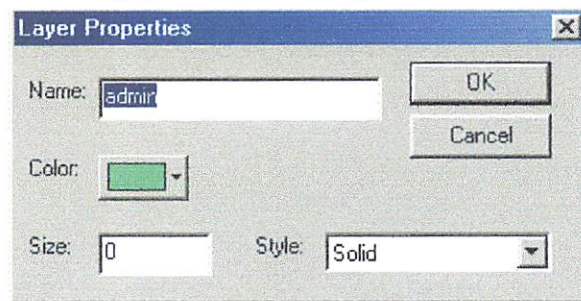 Layer Properties
Name: admin
OK
Cancel
Color:
Size: 0 Style: Solid